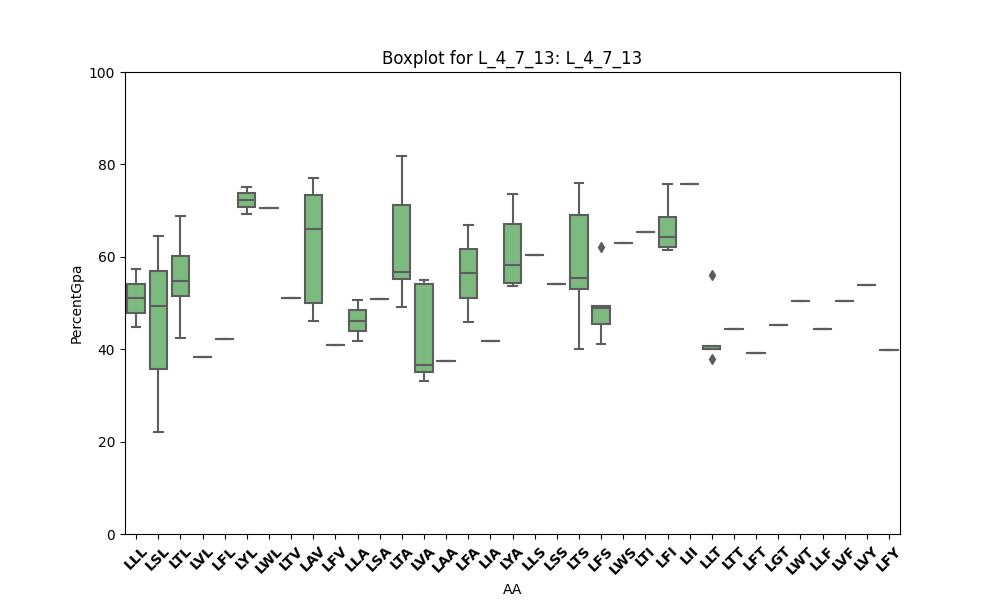 Boxplot for L_4_7_13: L_4_7_13
100
80
60
40
20
0
PercentGpa
LLL LSL LTL LVL LFL LYL LWL LTV LAV LFV LLA LSA LTA LVA LAA LFA LIA LYA LLS LSS LTS LFS LWS LTI LFI LII LLT LTT LFT LGT LWT LLF LVF LVY LFY
AA